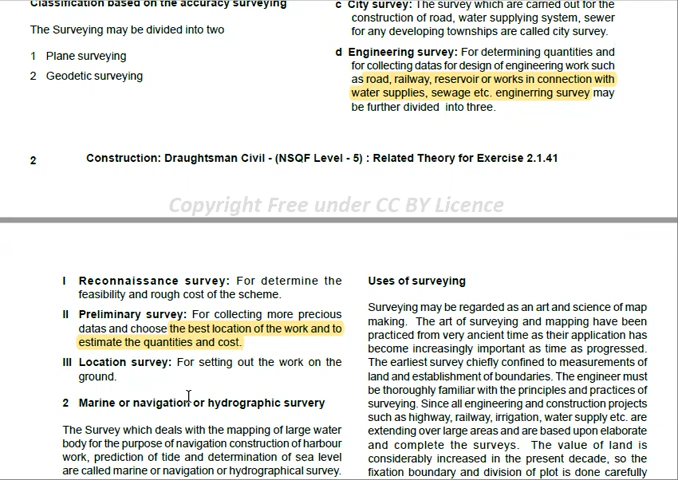 Classification based on the accuracy surveying
The Surveying may be divided into two
1 Plane surveying
2 Geodetic surveying
c City survey: The survey which are carried out for the
construction of road, water supplying system, sewer
for any developing townships are called city survey.
d Engineering survey: For determining quantities and
for collecting datas for design of engineering work such
as road, railway, reservoir or works in connection with
water supplies, sewage etc. enginerring survey may
be further divided into three.
2 Construction: Draughtsman Civil - (NSQF Level - 5) : Related Theory for Exercise 2.1.41
Copyright Free under CC BY Licence
I Reconnaissance survey: For determine the
feasibility and rough cost of the scheme.
II Preliminary survey: For collecting more precious
datas and choose the best location of the work and to
estimate the quantities and cost.
III Location survey: For setting out the work on the
ground.
2 Marine or navigation or hydrographic survery
The Survey which deals with the mapping of large water
body for the purpose of navigation construction of harbour
work, prediction of tide and determination of sea level
are called marine or navigation or hydrographical survey.
Uses of surveying
Surveying may be regarded as an art and science of map
making. The art of surveying and mapping have been
practiced from very ancient time as their application has
become increasingly important as time as progressed.
The earliest survey chiefly confined to measurements of
land and establishment of boundaries. The engineer must
be thoroughly familiar with the principles and practices of
surveying. Since all engineering and construction projects
such as highway, railway, irrigation, water supply etc. are
extending over large areas and are based upon elaborate
and complete the surveys. The value of land is
considerably increased in the present decade, so the
fixation boundary and division of plot is done carefully